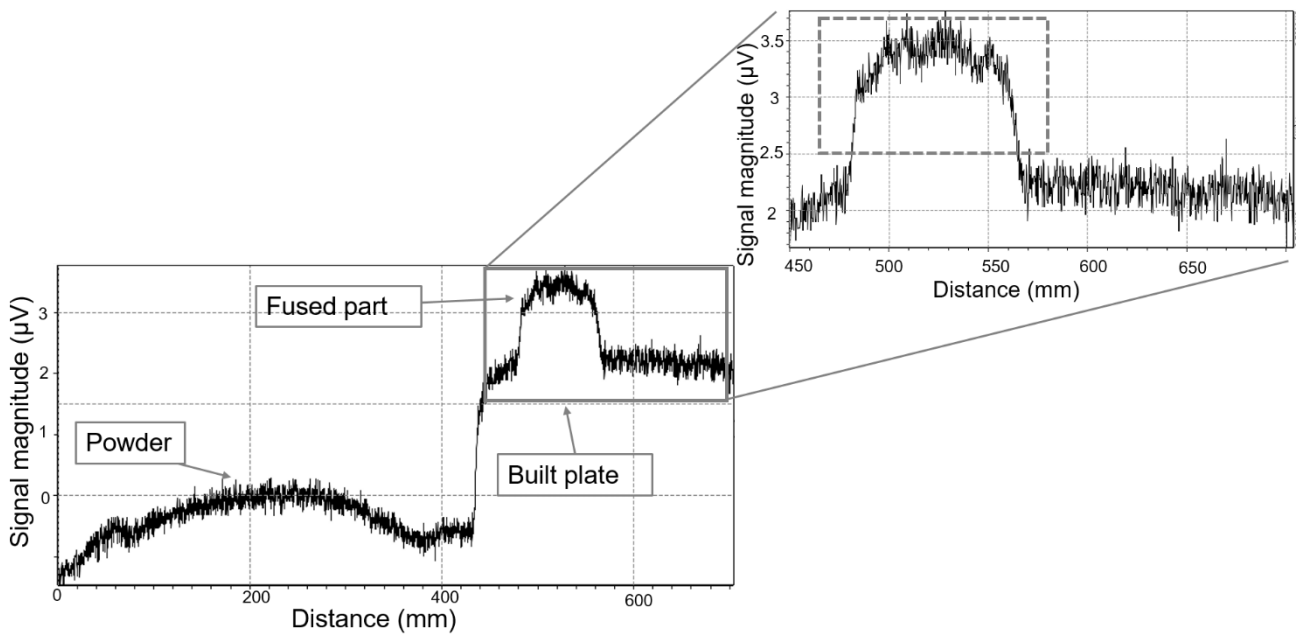 Signal magnitude (µV)
3.5
3
2.5
2
450 500 550 600 650
Distance (mm)
Signal magnitude (µV)
3
2
1
0
Fused part
Powder
Built plate
0 200 400 600
Distance (mm)